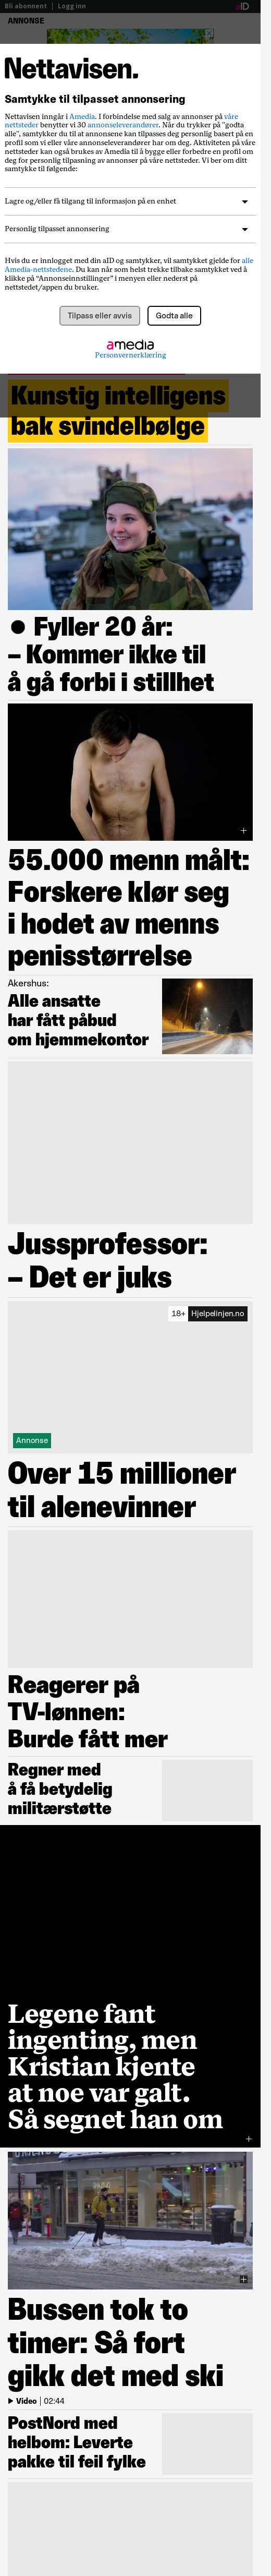 Bli abonnent | Logg inn
aID
ANNONSE
Nettavisen.
Samtykke til tilpasset annonsering
Nettavisen inngår i Amedia. I forbindelse med salg av annonser på våre
nettsteder benytter vi 30 annonseleverandører. Når du trykker på "godta
alle", samtykker du til at annonsene kan tilpasses deg personlig basert på en
profil som vi eller våre annonseleverandører har om deg. Aktiviteten på våre
nettsteder kan også brukes av Amedia til å bygge eller forbedre en profil om
deg for personlig tilpasning av annonser på våre nettsteder. Vi ber om ditt
samtykke til følgende:
Lagre og/eller få tilgang til informasjon på en enhet
Personlig tilpasset annonsering
Hvis du er innlogget med din aID og samtykker, vil samtykket gjelde for alle
Amedia-nettstedene. Du kan når som helst trekke tilbake samtykket ved å
klikke på “Annonseinnstillinger” i menyen eller nederst på
nettstedet/appen du bruker.
Tilpass eller avvis
Godta alle
amedia
Personvernerklæring
Kunstig intelligens
bak svindelbølge
● Fyller 20 år:
– Kommer ikke til
å gå forbi i stillhet
55.000 menn målt:
Forskere klør seg
i hodet av menns
penisstørrelse
Akershus:
Alle ansatte
har fått påbud
om hjemmekontor
Jussprofessor:
– Det er juks
18+ Hjelpelinjen.no
Annonse
Over 15 millioner
til alenevinner
Reagerer på
TV-lønnen:
Burde fått mer
Regner med
å få betydelig
militærstøtte
Legene fant
ingenting, men
Kristian kjente
at noe var galt.
Så segnet han om
Bussen tok to
timer: Så fort
gikk det med ski
Video | 02:44
PostNord med
helbom: Leverte
pakke til feil fylke